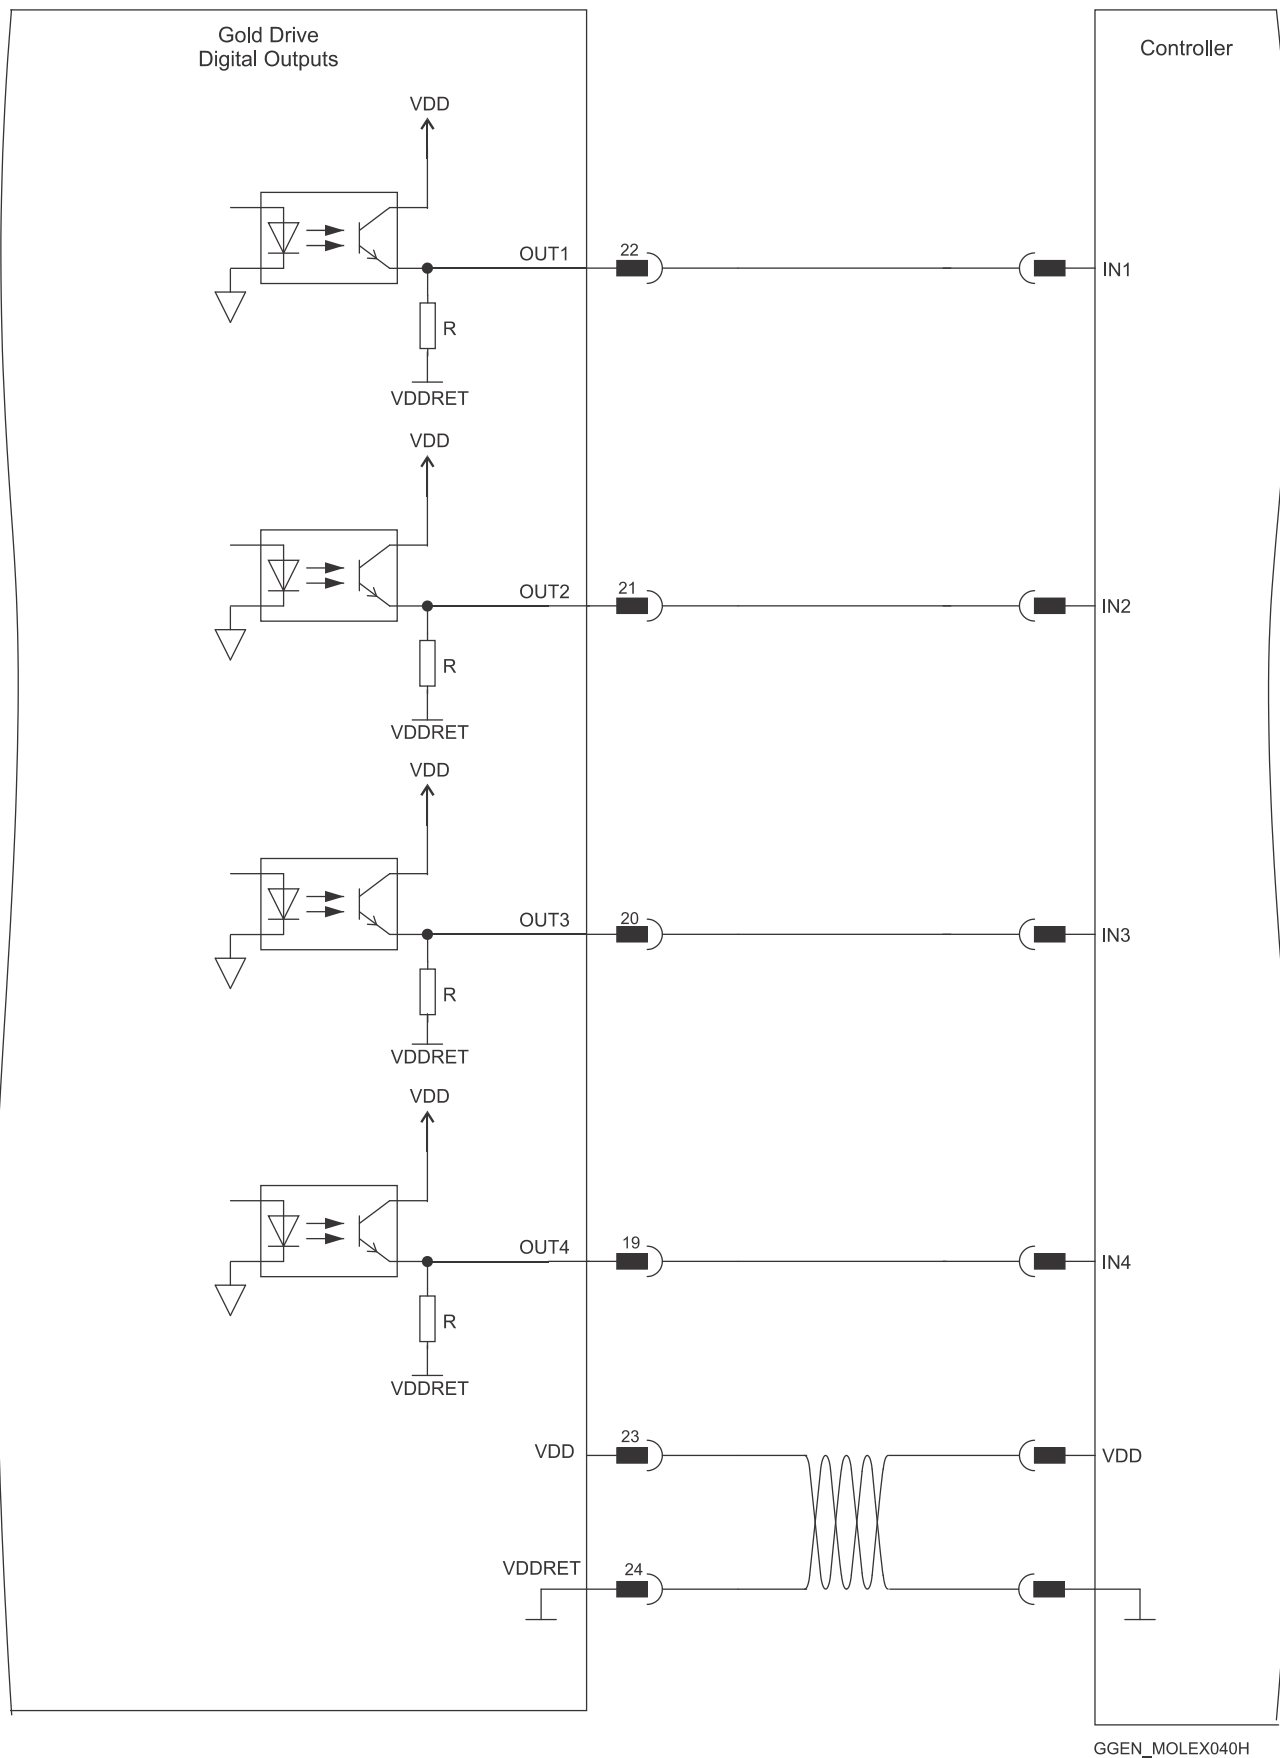 Gold Drive
Digital Outputs
Controller
VDD
OUT1
22
IN1
R
VDDRET
VDD
OUT2
21
IN2
R
VDDRET
VDD
OUT3
20
IN3
R
VDDRET
VDD
OUT4
19
IN4
R
VDDRET
VDD
23
VDD
VDDRET
24
GGEN_MOLEX040H